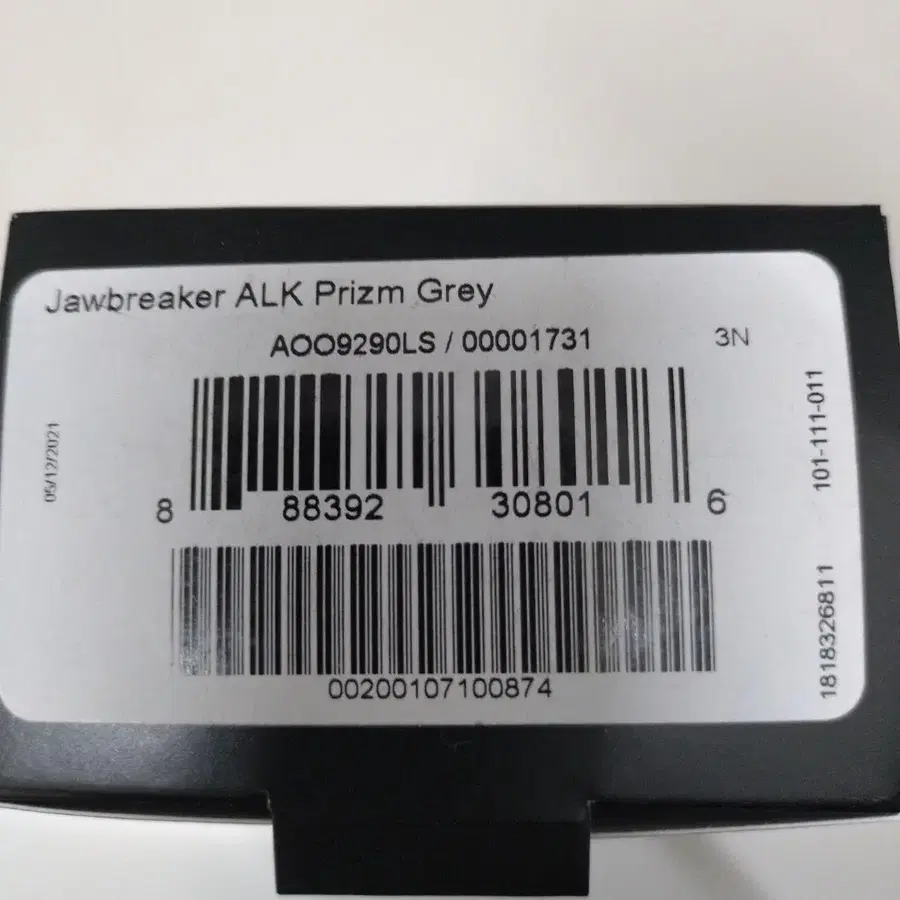 Jawbreaker ALK Prizm Grey
AOO9290LS / 00001731
3N
05/12/2021
101-111-011
8 88392 30801 6
00200107100874
1818326811